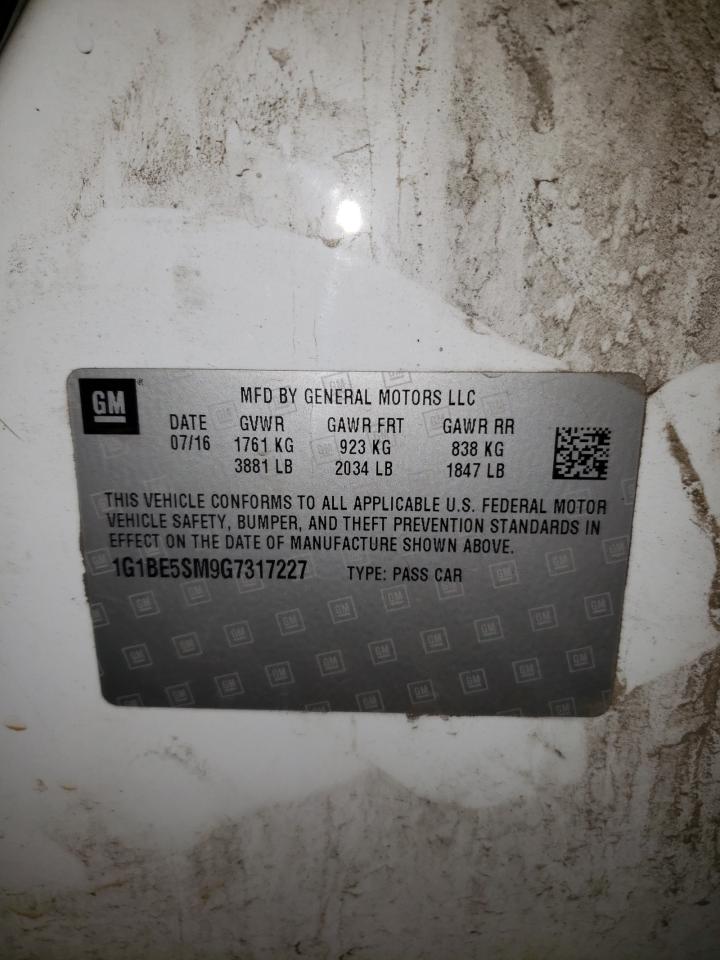 GM
MFD BY GENERAL MOTORS LLC
DATE GVWR GAWR FRT GAWR RR
07/16 1761 KG 923 KG 838 KG
3881 LB 2034 LB 1847 LB
THIS VEHICLE CONFORMS TO ALL APPLICABLE U.S. FEDERAL MOTOR
VEHICLE SAFETY, BUMPER, AND THEFT PREVENTION STANDARDS IN
EFFECT ON THE DATE OF MANUFACTURE SHOWN ABOVE.
1G1BE5SM9G7317227 TYPE: PASS CAR